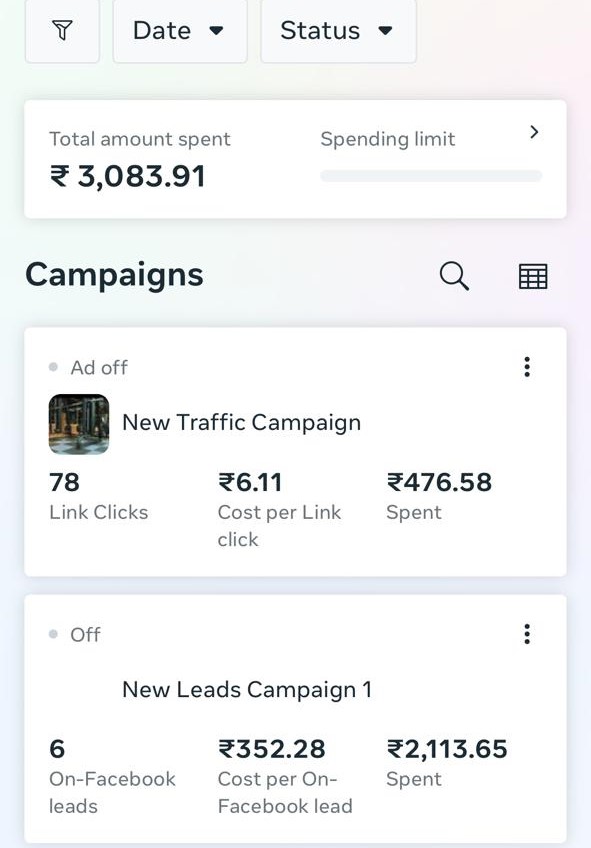 Date Status
Total amount spent Spending limit
₹ 3,083.91
Campaigns
Ad off
New Traffic Campaign
78 ₹6.11 ₹476.58
Link Clicks Cost per Link Spent
click
Off
New Leads Campaign 1
6 ₹352.28 ₹2,113.65
On-Facebook Cost per On- Spent
leads Facebook lead